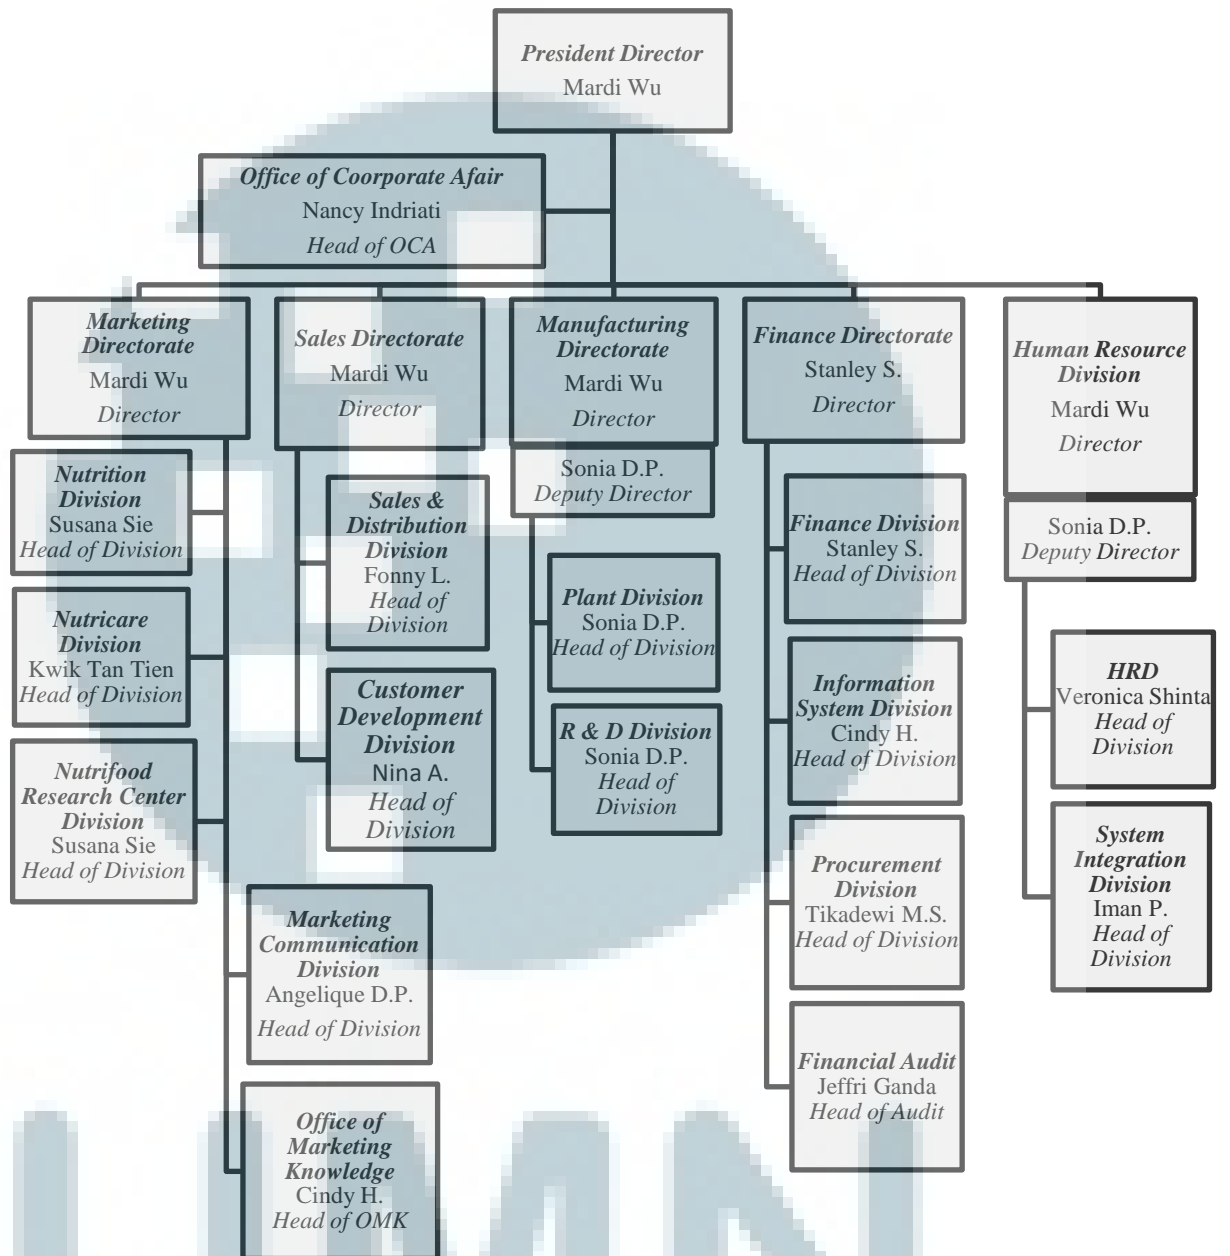 President Director
Mardi Wu
Office of Coorporate Afair
Nancy Indriati
Head of OCA
Marketing
Directorate
Mardi Wu
Director
Sales Directorate
Mardi Wu
Director
Manufacturing
Directorate
Mardi Wu
Director
Sonia D.P.
Deputy Director
Finance Directorate
Stanley S.
Director
Human Resource
Division
Mardi Wu
Director
Sonia D.P.
Deputy Director
Nutrition
Division
Susana Sie
Head of Division
Nutricare
Division
Kwik Tan Tien
Head of Division
Nutrifood
Research Center
Division
Susana Sie
Head of Division
Marketing
Communication
Division
Angelique D.P.
Head of Division
Office of
Marketing
Knowledge
Cindy H.
Head of OMK
Sales &
Distribution
Division
Fonny L.
Head of
Division
Customer
Development
Division
Nina A.
Head of
Division
Plant Division
Sonia D.P.
Head of Division
R & D Division
Sonia D.P.
Head of
Division
Finance Division
Stanley S.
Head of Division
Information
System Division
Cindy H.
Head of Division
Procurement
Division
Tikadewi M.S.
Head of Division
Financial Audit
Jeffri Ganda
Head of Audit
HRD
Veronica Shinta
Head of
Division
System
Integration
Division
Iman P.
Head of
Division
UMN